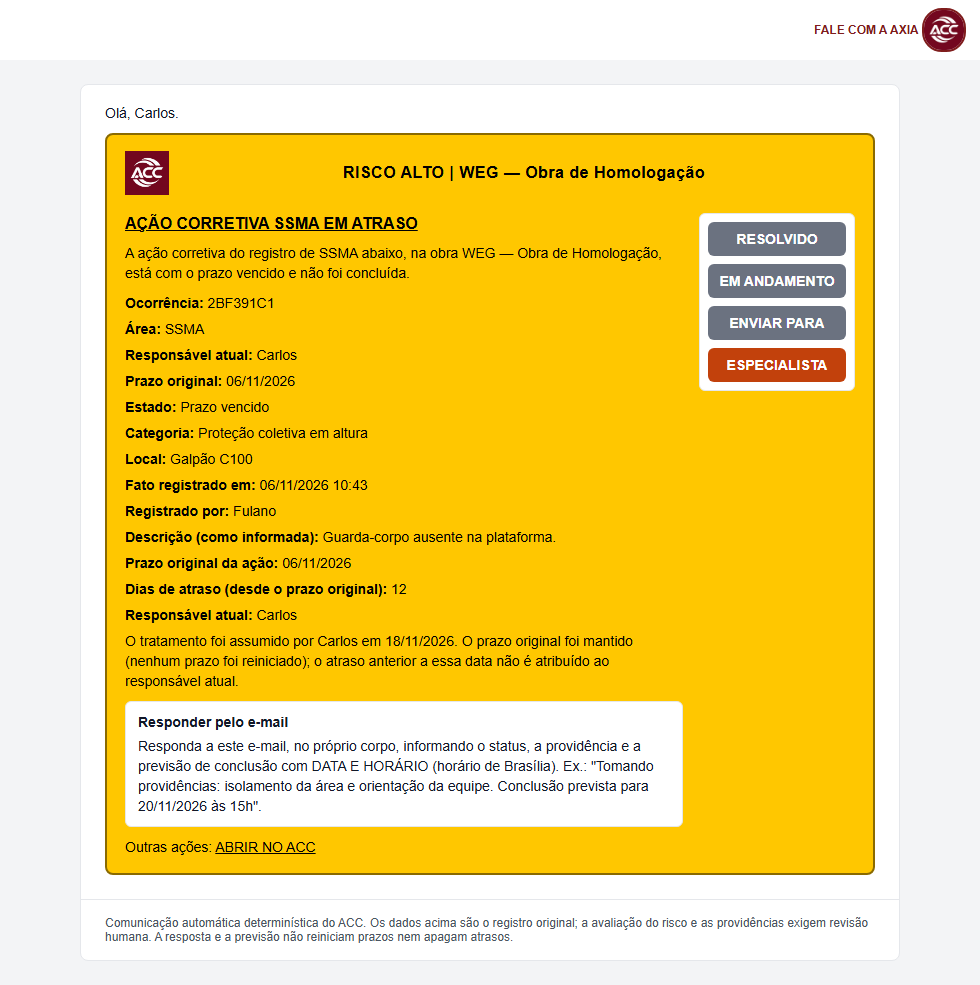 FALE COM A AXIA
ACC
Olá, Carlos.
ACC
RISCO ALTO | WEG — Obra de Homologação
AÇÃO CORRETIVA SSMA EM ATRASO
A ação corretiva do registro de SSMA abaixo, na obra WEG — Obra de Homologação,
está com o prazo vencido e não foi concluída.
Ocorrência: 2BF391C1
Área: SSMA
Responsável atual: Carlos
Prazo original: 06/11/2026
Estado: Prazo vencido
Categoria: Proteção coletiva em altura
Local: Galpão C100
Fato registrado em: 06/11/2026 10:43
Registrado por: Fulano
Descrição (como informada): Guarda-corpo ausente na plataforma.
Prazo original da ação: 06/11/2026
Dias de atraso (desde o prazo original): 12
Responsável atual: Carlos
O tratamento foi assumido por Carlos em 18/11/2026. O prazo original foi mantido
(nenhum prazo foi reiniciado); o atraso anterior a essa data não é atribuído ao
responsável atual.
RESOLVIDO
EM ANDAMENTO
ENVIAR PARA
ESPECIALISTA
Responder pelo e-mail
Responda a este e-mail, no próprio corpo, informando o status, a providência e a
previsão de conclusão com DATA E HORÁRIO (horário de Brasília). Ex.: "Tomando
providências: isolamento da área e orientação da equipe. Conclusão prevista para
20/11/2026 às 15h".
Outras ações: ABRIR NO ACC
Comunicação automática determinística do ACC. Os dados acima são o registro original; a avaliação do risco e as providências exigem revisão
humana. A resposta e a previsão não reiniciam prazos nem apagam atrasos.